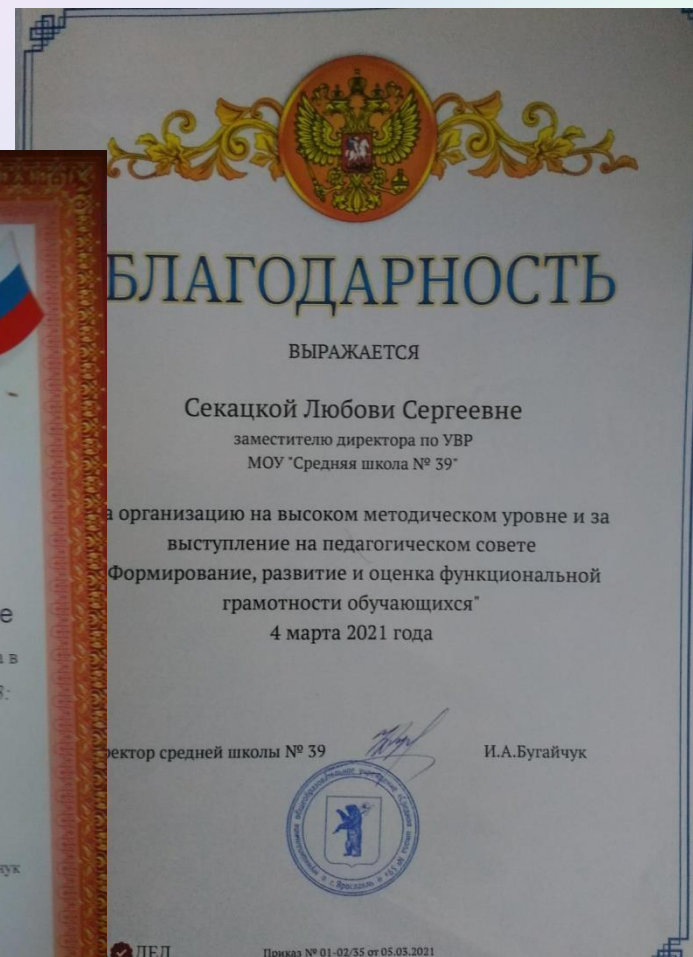 БЛАГОДАРНОСТЬ
ВЫРАЖАЕТСЯ
Секацкой Любови Сергеевне
заместителю директора по УВР
МОУ "Средняя школа № 39"
а организацию на высоком методическом уровне и за
выступление на педагогическом совете
Формирование, развитие и оценка функциональной
грамотности обучающихся"
4 марта 2021 года
ректор средней школы № 39 И.А.Бугайчук
Приказ № 01-02/35 от 05.03.2021